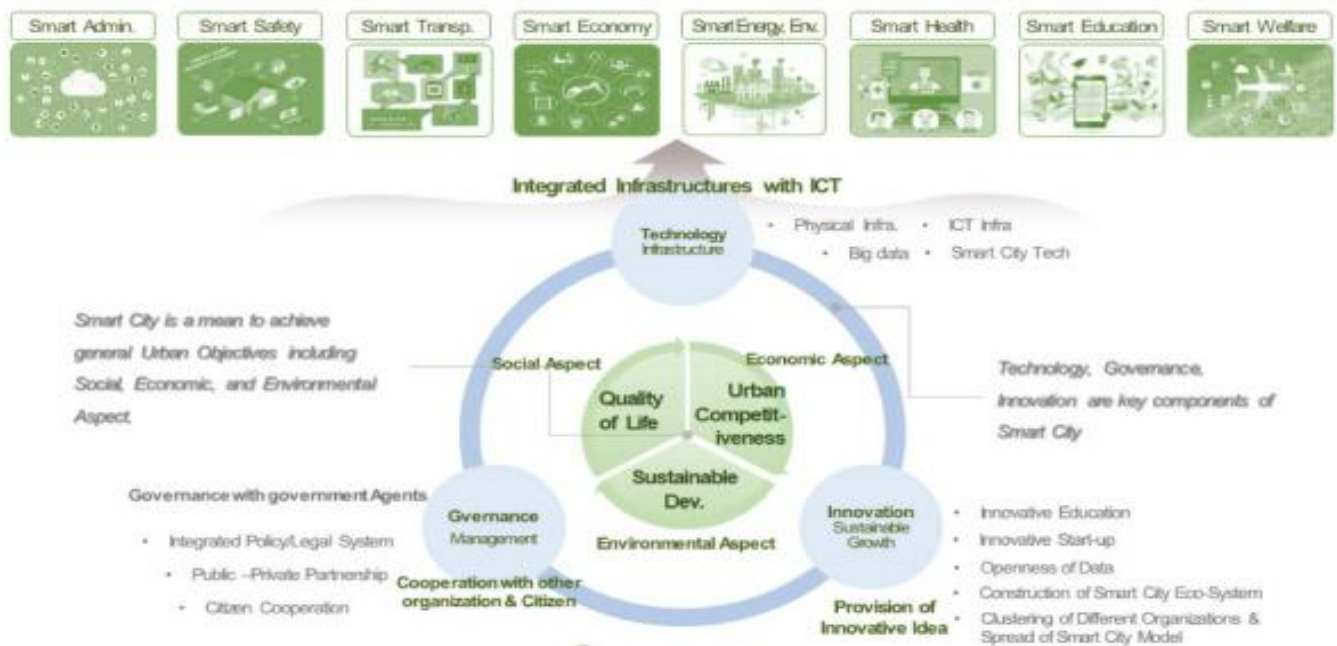 Smart Admin.
Smart Safety
Smart Transp.
Smart Economy
Smart Energy, Env.
Smart Health
Smart Education
Smart Welfare
Integrated Infrastructures with ICT
Technology
Infrastructure
• Physical Infra. • ICT Infra
• Big data • Smart City Tech
Smart City is a mean to achieve
general Urban Objectives including
Social, Economic, and Environmental
Aspect.
Social Aspect
Economic Aspect
Quality
of Life
Urban
Competit-
iveness
Sustainable
Dev.
Environmental Aspect
Technology, Governance,
Innovation are key components of
Smart City
Governance with government Agents
• Integrated Policy/Legal System
• Public –Private Partnership
• Citizen Cooperation
Gvernance
Management
Cooperation with other
organization & Citizen
Innovation
Sustainable
Growth
Provision of
Innovative Idea
• Innovative Education
• Innovative Start-up
• Openness of Data
• Construction of Smart City Eco-System
• Clustering of Different Organizations &
Spread of Smart City Model